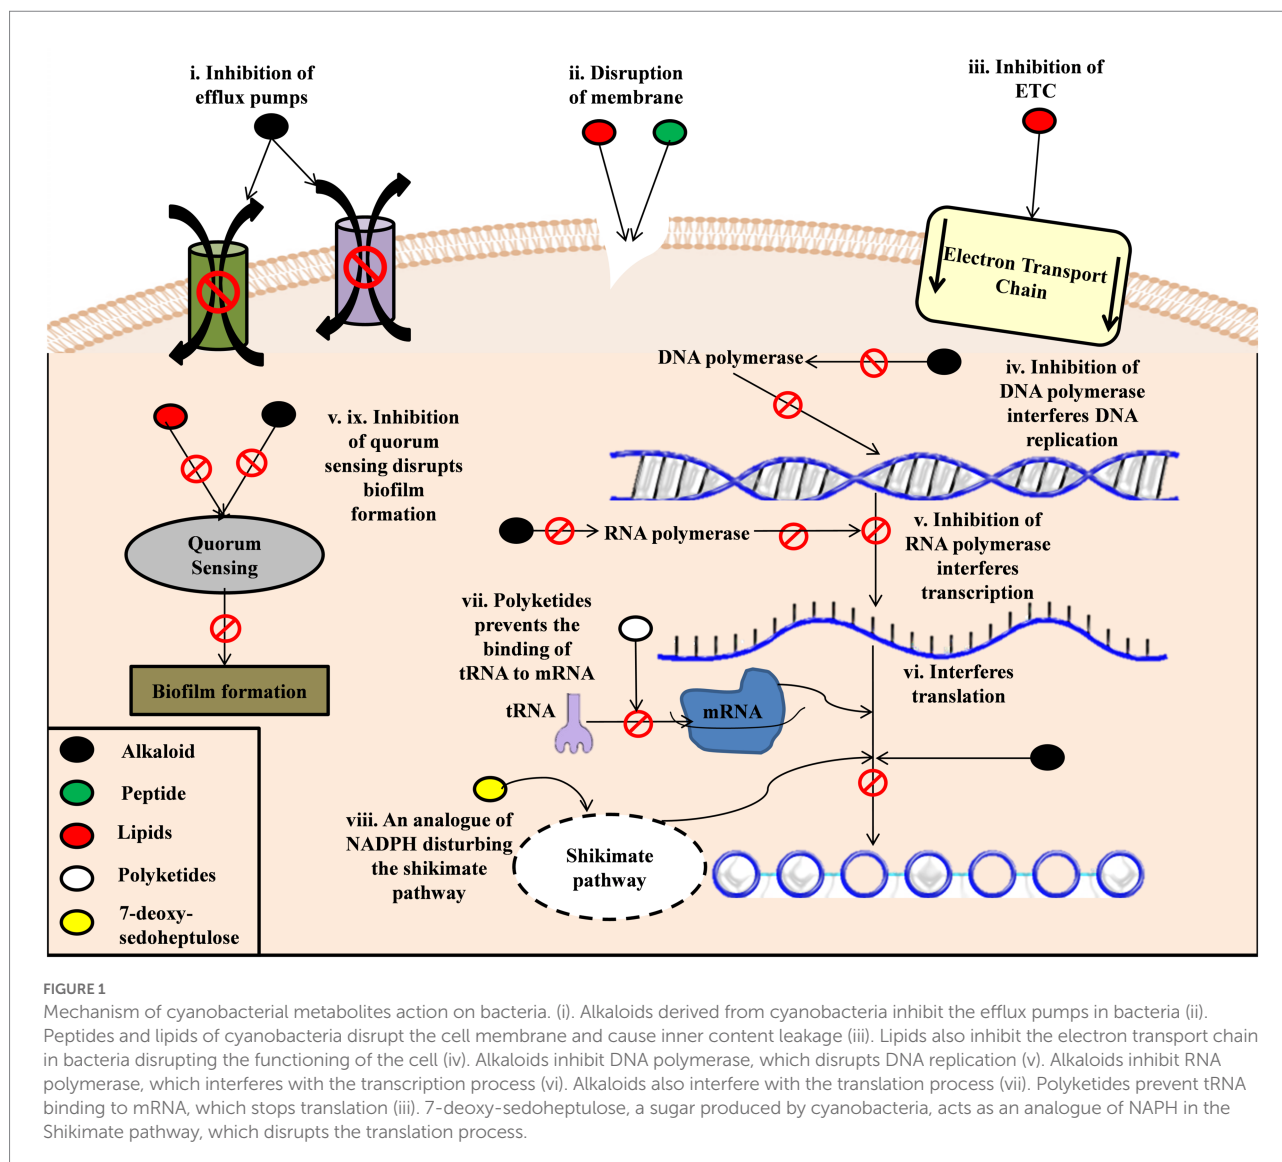 i. Inhibition of
efflux pumps
ii. Disruption
of membrane
iii. Inhibition of
ETC
Electron Transport
Chain
DNA polymerase
iv. Inhibition of
DNA polymerase
interferes DNA
replication
v. ix. Inhibition
of quorum
sensing disrupts
biofilm
formation
Quorum
Sensing
RNA polymerase
v. Inhibition of
RNA polymerase
interferes
transcription
vii. Polyketides
prevents the
binding of
tRNA to mRNA
vi. Interferes
translation
Biofilm formation
tRNA
mRNA
viii. An analogue of
NADPH disturbing
the shikimate
pathway
Shikimate
pathway
Alkaloid
Peptide
Lipids
Polyketides
7-deoxy-
sedoheptulose
FIGURE 1
Mechanism of cyanobacterial metabolites action on bacteria. (i). Alkaloids derived from cyanobacteria inhibit the efflux pumps in bacteria (ii).
Peptides and lipids of cyanobacteria disrupt the cell membrane and cause inner content leakage (iii). Lipids also inhibit the electron transport chain
in bacteria disrupting the functioning of the cell (iv). Alkaloids inhibit DNA polymerase, which disrupts DNA replication (v). Alkaloids inhibit RNA
polymerase, which interferes with the transcription process (vi). Alkaloids also interfere with the translation process (vii). Polyketides prevent tRNA
binding to mRNA, which stops translation (iii). 7-deoxy-sedoheptulose, a sugar produced by cyanobacteria, acts as an analogue of NAPH in the
Shikimate pathway, which disrupts the translation process.